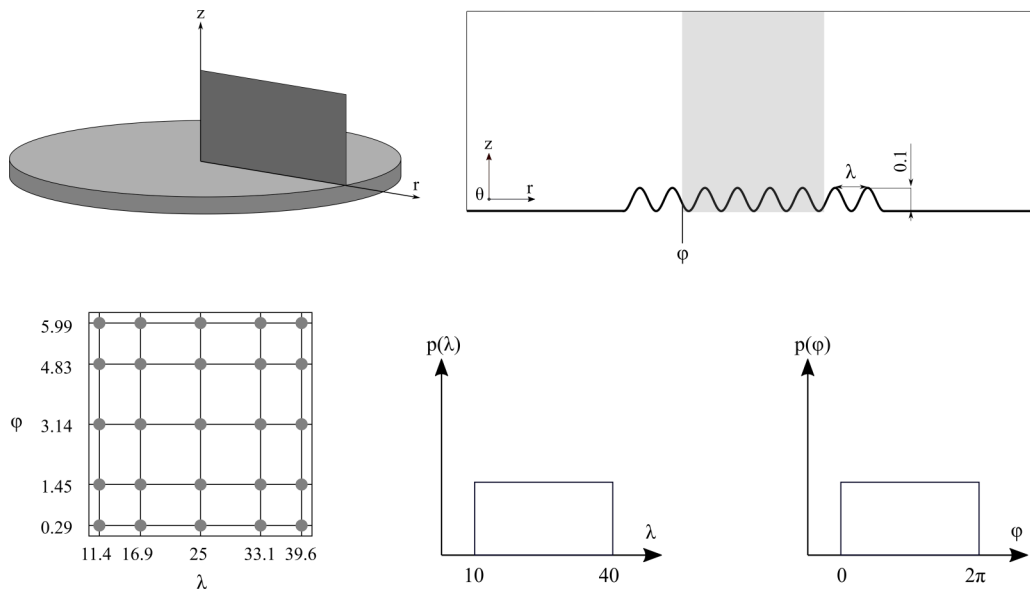 z
r
z
θ
r
φ
λ
0.1
5.99
4.83
φ
3.14
1.45
0.29
11.4 16.9 25 33.1 39.6
λ
p(λ)
λ
10 40
p(φ)
φ
0 2π